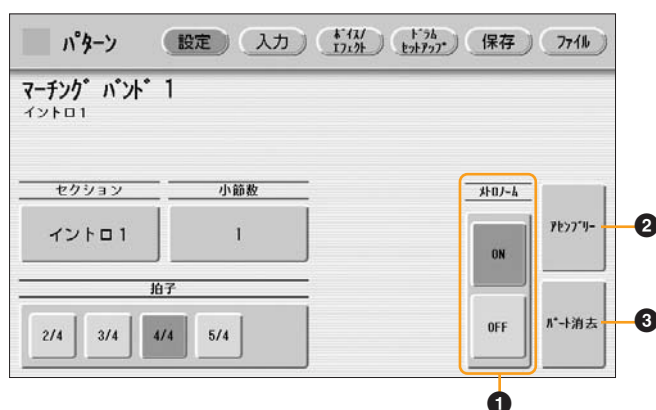 パターン 設定 入力 ボイス/エフェクト ドラムセットアップ 保存 ファイル
マーチング バンド 1
イントロ1
セクション 小節数 メトロノーム
イントロ1 1 ON アセンブリー 2
拍子
2/4 3/4 4/4 5/4 OFF パート消去 3
1